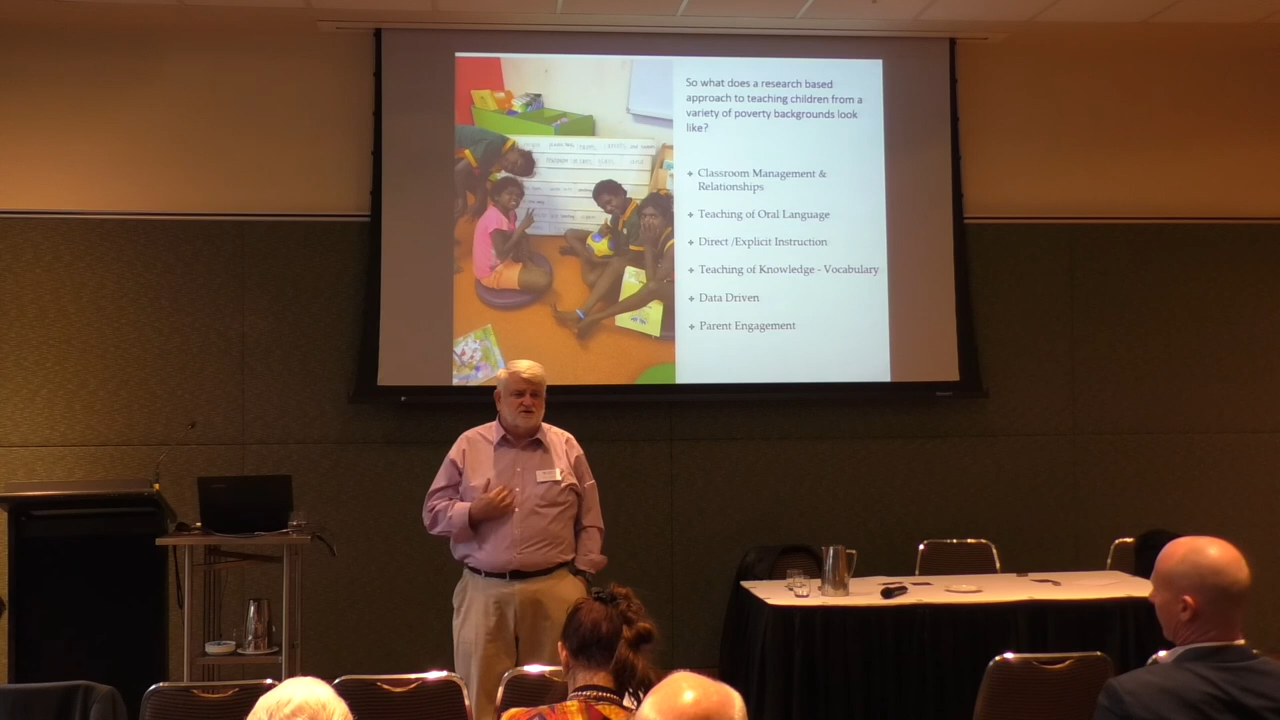 So what does a research based
approach to teaching children from a
variety of poverty backgrounds look
like?
Classroom Management &
Relationships
Teaching of Oral Language
Direct /Explicit Instruction
Teaching of Knowledge - Vocabulary
Data Driven
Parent Engagement